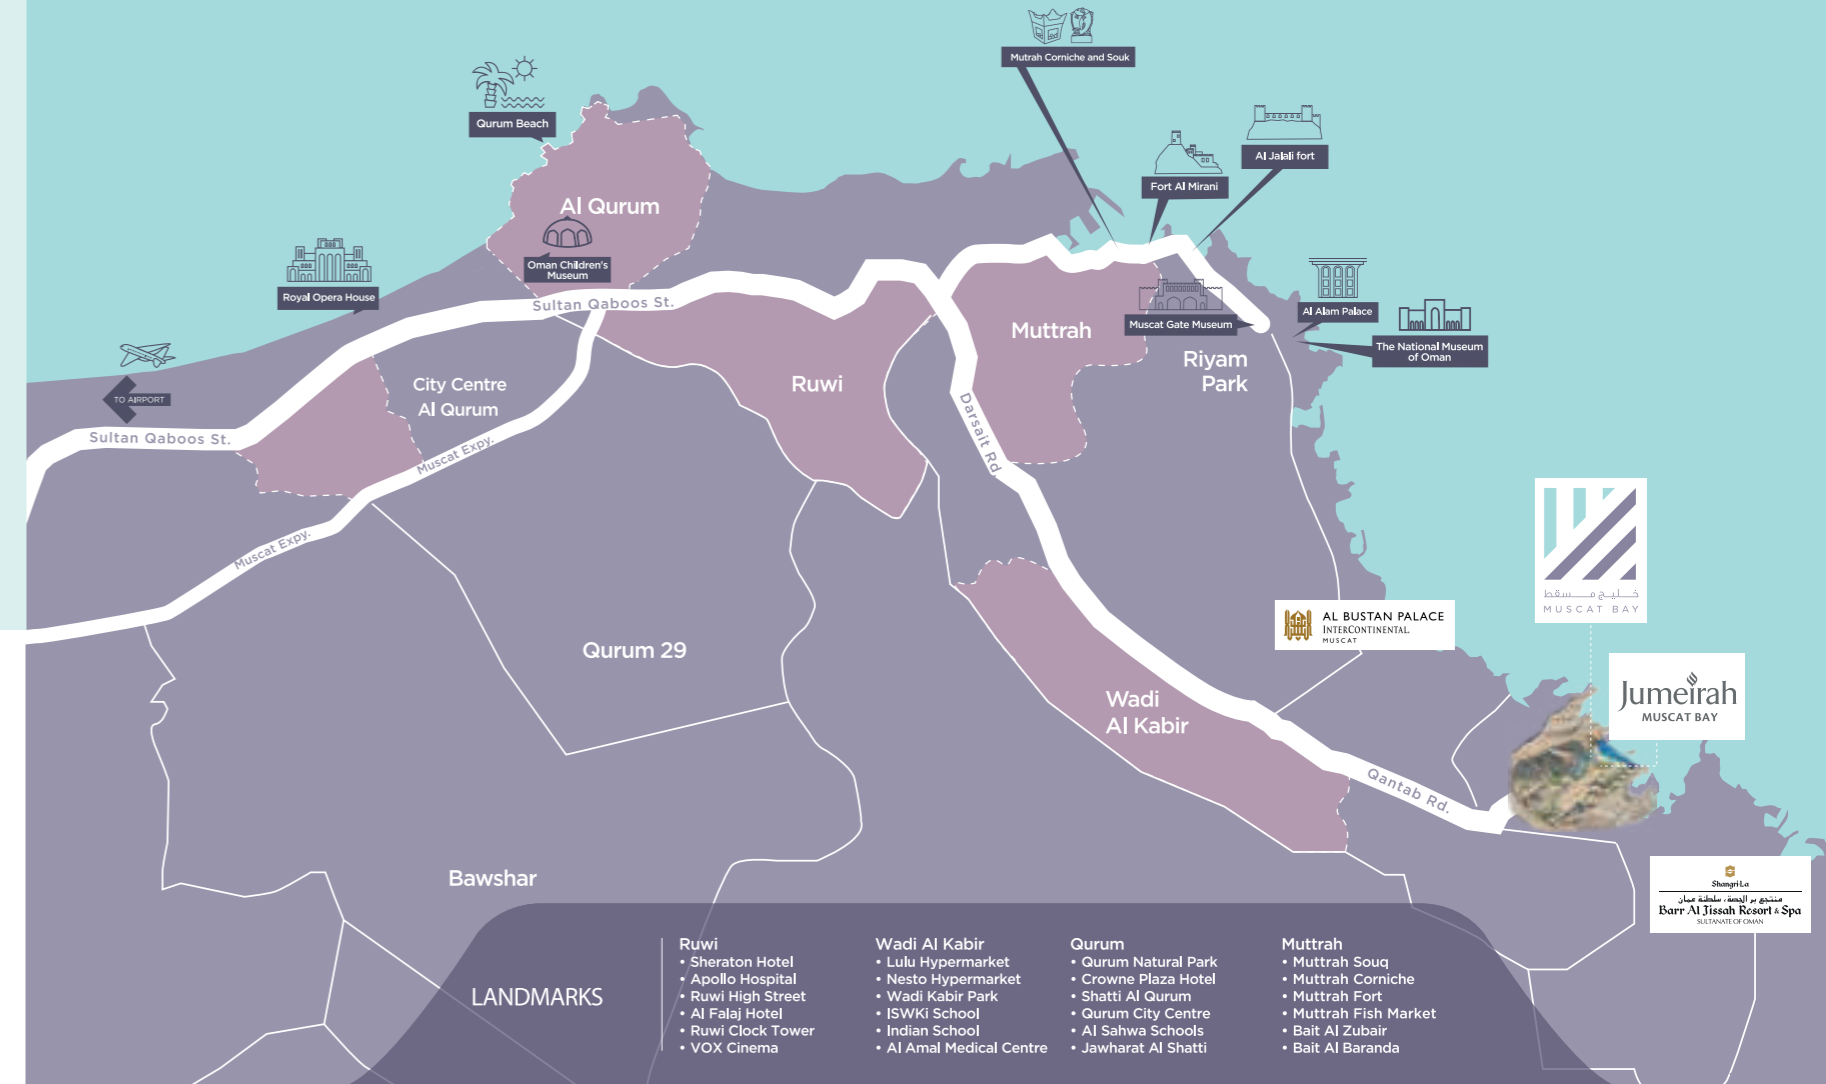 Mutrah Corniche and Souk
Qurum Beach
Al Jalali fort
Fort Al Mirani
Al Qurum
Oman Children's
Museum
Royal Opera House
Sultan Qaboos St.
Muscat Gate Museum
Al Alam Palace
The National Museum
of Oman
Muttrah
Riyam
Park
TO AIRPORT
City Centre
Al Qurum
Ruwi
Sultan Qaboos St.
Muscat Expy.
Darsait Rd.
Muscat Expy.
خليج مسقط
MUSCAT BAY
AL BUSTAN PALACE
INTERCONTINENTAL
MUSCAT
Qurum 29
Jumeirah
MUSCAT BAY
Wadi
Al Kabir
Qantab Rd.
Bawshar
Shangri-La
منتجع بر الجصة، سلطنة عمان
Barr Al Jissah Resort & Spa
SULTANATE OF OMAN
LANDMARKS
Ruwi
• Sheraton Hotel
• Apollo Hospital
• Ruwi High Street
• Al Falaj Hotel
• Ruwi Clock Tower
• VOX Cinema
Wadi Al Kabir
• Lulu Hypermarket
• Nesto Hypermarket
• Wadi Kabir Park
• ISWKi School
• Indian School
• Al Amal Medical Centre
Qurum
• Qurum Natural Park
• Crowne Plaza Hotel
• Shatti Al Qurum
• Qurum City Centre
• Al Sahwa Schools
• Jawharat Al Shatti
Muttrah
• Muttrah Souq
• Muttrah Corniche
• Muttrah Fort
• Muttrah Fish Market
• Bait Al Zubair
• Bait Al Baranda